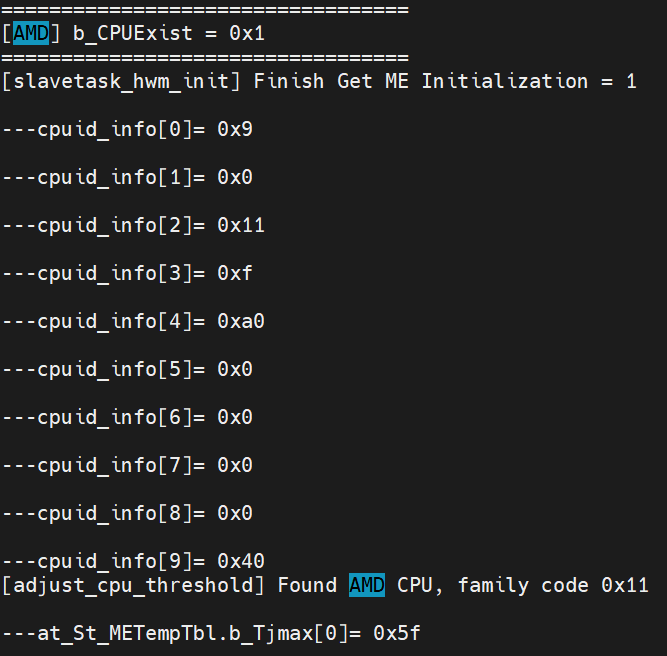 ==================================
[AMD] b_CPUExist = 0x1
==================================
[slavetask_hwm_init] Finish Get ME Initialization = 1
---cpuid_info[0]= 0x9
---cpuid_info[1]= 0x0
---cpuid_info[2]= 0x11
---cpuid_info[3]= 0xf
---cpuid_info[4]= 0xa0
---cpuid_info[5]= 0x0
---cpuid_info[6]= 0x0
---cpuid_info[7]= 0x0
---cpuid_info[8]= 0x0
---cpuid_info[9]= 0x40
[adjust_cpu_threshold] Found AMD CPU, family code 0x11
---at_St_METempTbl.b_Tjmax[0]= 0x5f